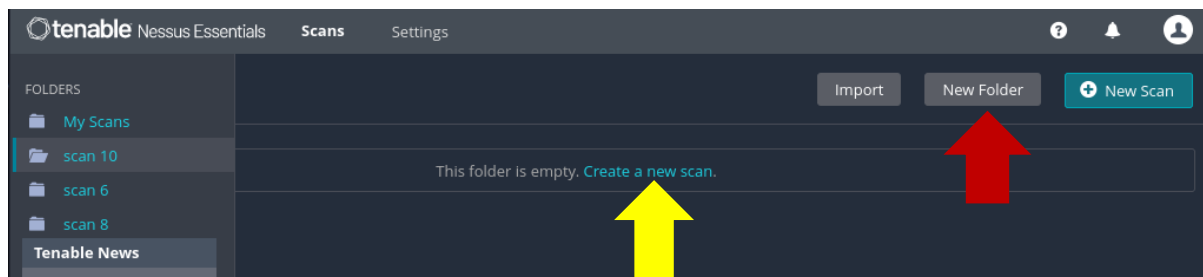 tenable Nessus Essentials Scans Settings
FOLDERS
Import New Folder New Scan
My Scans
scan 10
This folder is empty. Create a new scan.
scan 6
scan 8
Tenable News